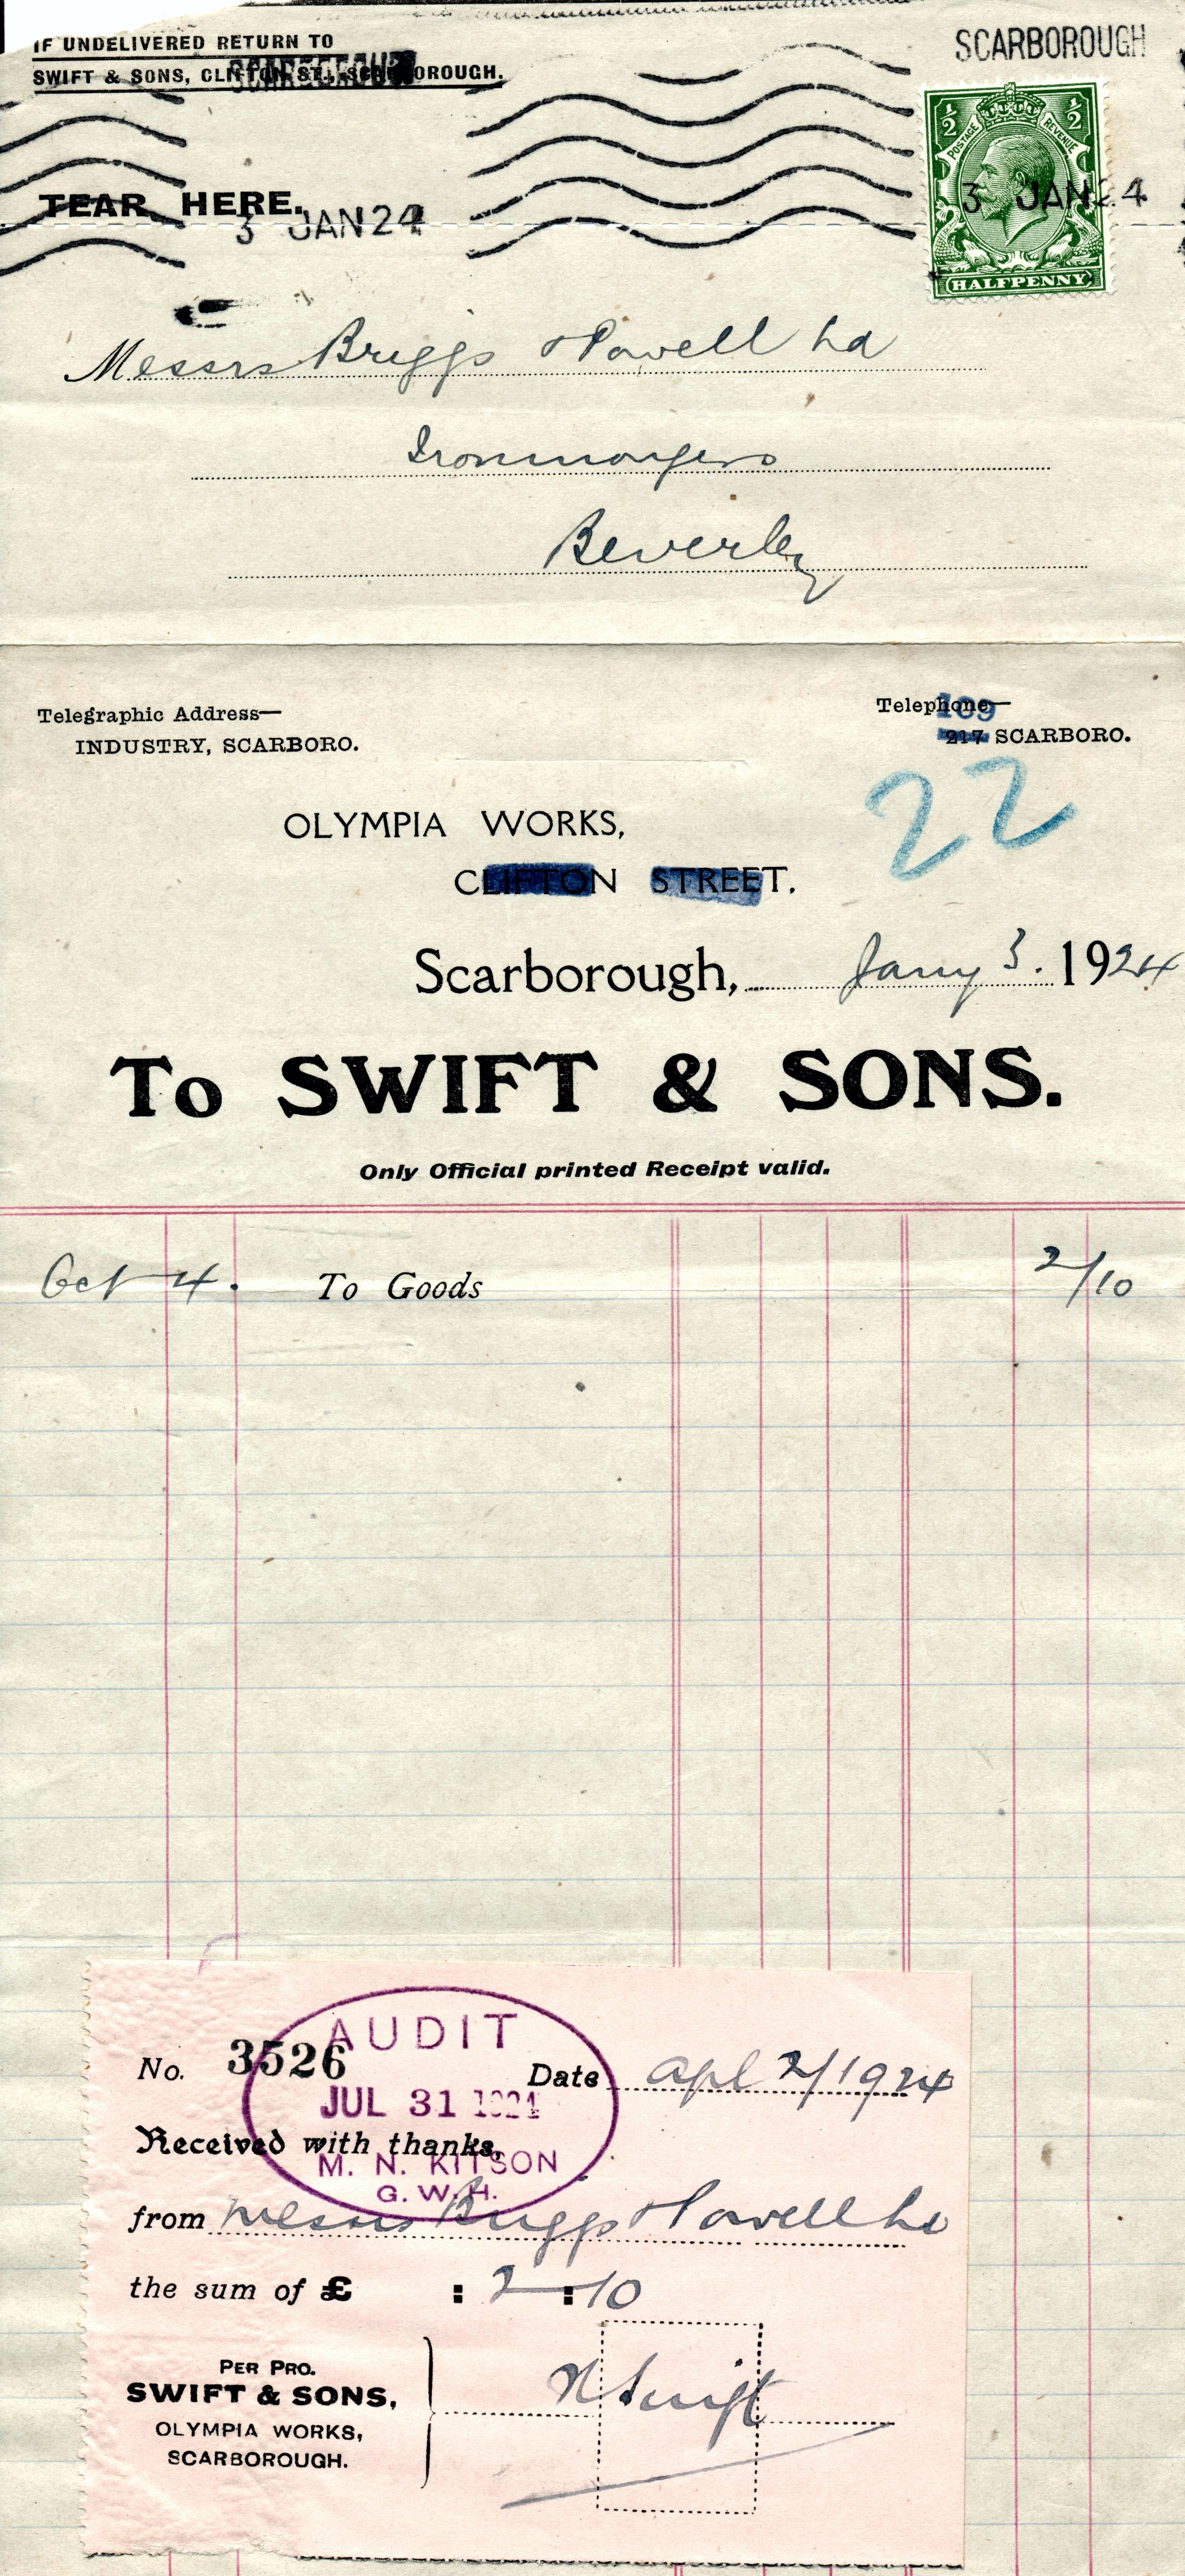 SCARBOROUGH
IF UNDELIVERED RETURN TO
SWIFT & SONS, CLIFTON ST., SCARBOROUGH.
½ ½
POSTAGE REVENUE
TEAR HERE.
3 JAN 24
3 JAN 24
HALFPENNY
Messrs Briggs & Powell Ld
Ironmongers
Beverley
Telegraphic Address—
INDUSTRY, SCARBORO.
Telephone—
109
217 SCARBORO.
22
OLYMPIA WORKS,
CLIFTON STREET.
Scarborough, Jany 3. 1924
To SWIFT & SONS.
Only Official printed Receipt valid.
Oct 4. To Goods 2/10
AUDIT
No. 3526 Date Apl 2/1924
JUL 31 1924
Received with thanks,
M. N. KITSON
G. W. H.
from Messrs Briggs & Powell Ld
the sum of £ : 2 : 10
PER PRO.
SWIFT & SONS,
OLYMPIA WORKS,
SCARBOROUGH.
H Swift